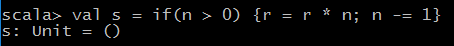 scala> val s = if(n > 0) {r = r * n; n -= 1}
s: Unit = ()